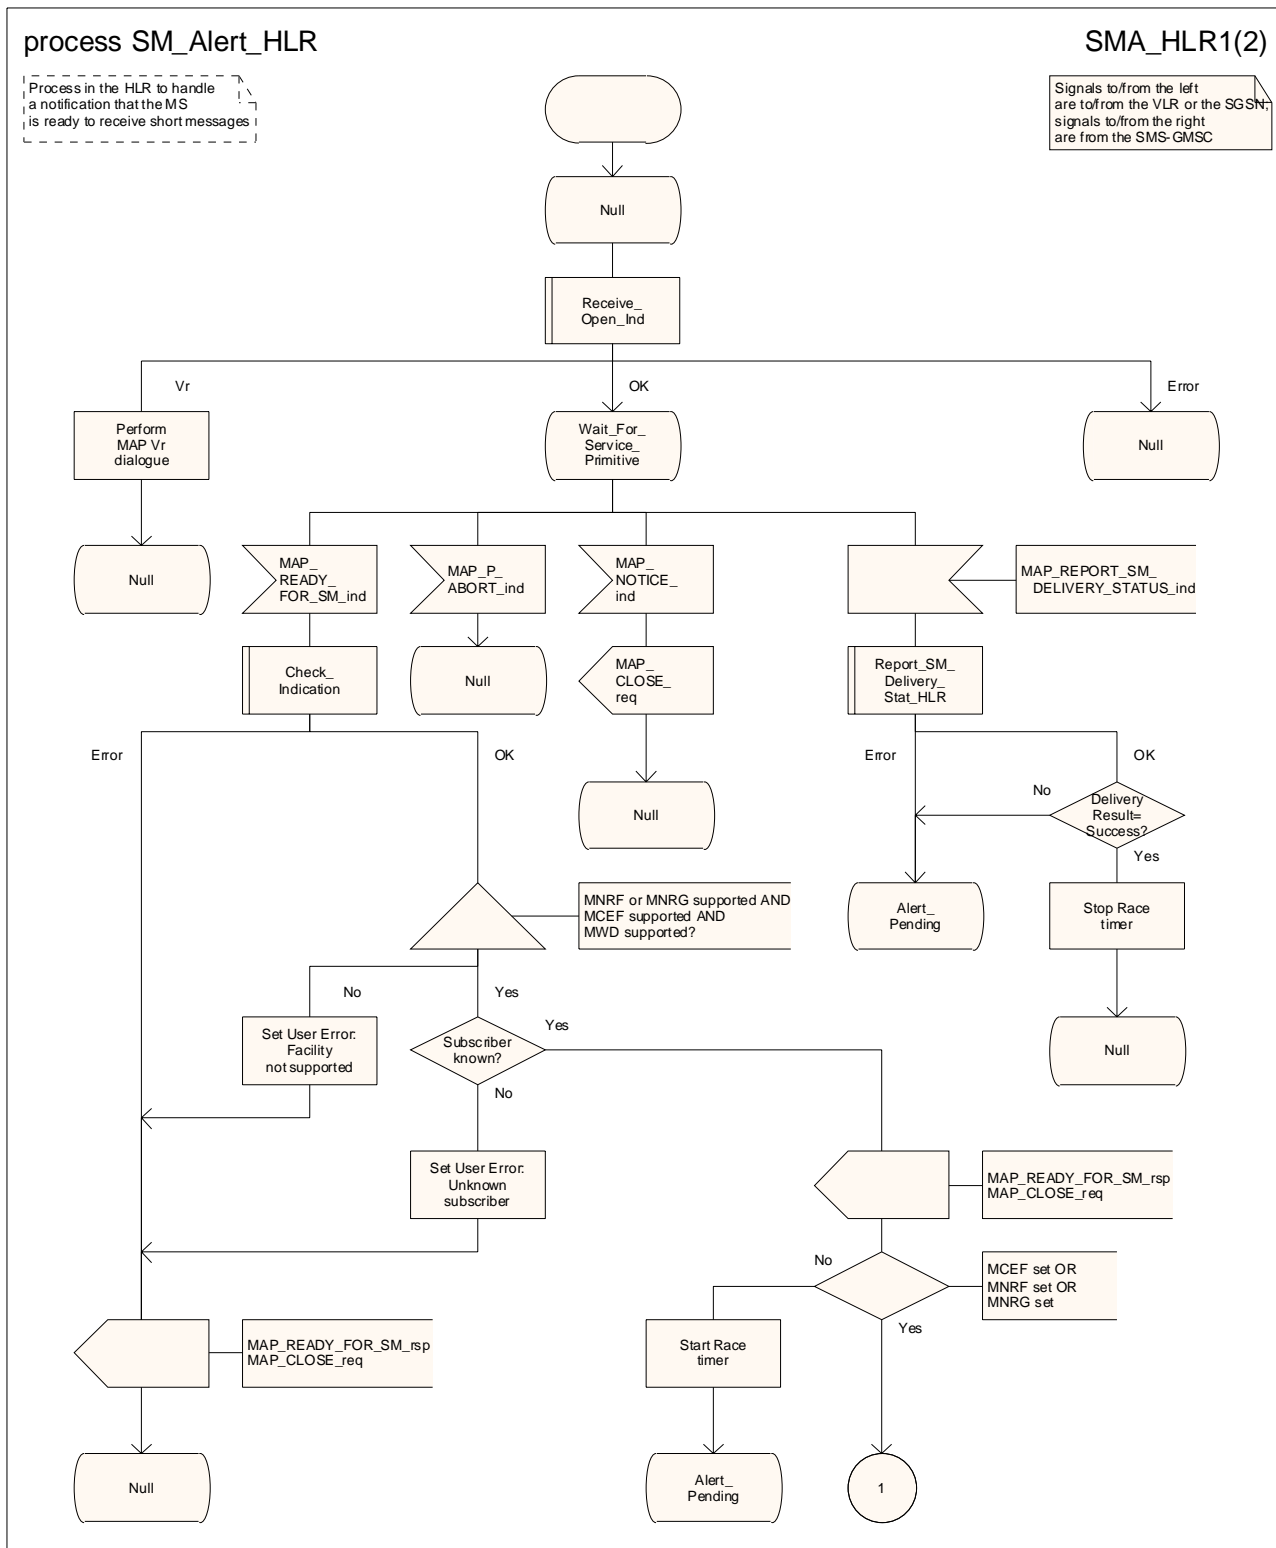 process SM_Alert_HLR
SMA_HLR1(2)
Process in the HLR to handle
a notification that the MS
is ready to receive short messages
Signals to/from the left
are to/from the VLR or the SGSN;
signals to/from the right
are from the SMS-GMSC
Null
Receive_
Open_Ind
Vr
OK
Error
Perform
MAP Vr
dialogue
Wait_For_
Service_
Primitive
Null
Null
MAP_
READY_
FOR_SM_ind
MAP_P_
ABORT_ind
MAP_
NOTICE_
ind
MAP_REPORT_SM_
DELIVERY_STATUS_ind
Check_
Indication
Null
MAP_
CLOSE_
req
Report_SM_
Delivery_
Stat_HLR
Error
OK
Error
OK
Null
No
Delivery
Result=
Success?
Yes
MNRF or MNRG supported AND
MCEF supported AND
MWD supported?
Alert_
Pending
Stop Race
timer
No
Yes
Set User Error:
Facility
not supported
Subscriber
known?
Yes
No
Null
Set User Error:
Unknown
subscriber
MAP_READY_FOR_SM_rsp
MAP_CLOSE_req
No
MCEF set OR
MNRF set OR
MNRG set
Yes
MAP_READY_FOR_SM_rsp
MAP_CLOSE_req
Start Race
timer
Null
Alert_
Pending
1